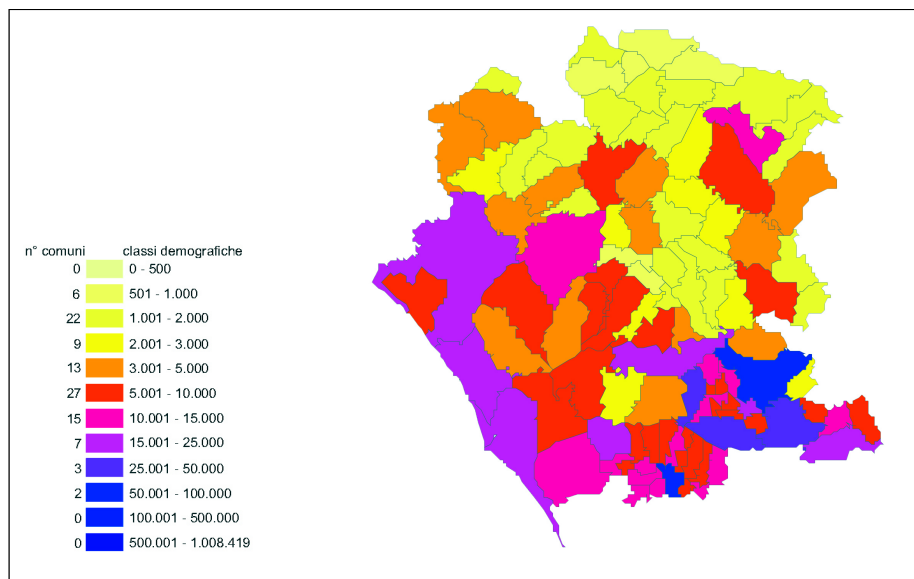 n° comuni classi demografiche
0 0 - 500
6 501 - 1.000
22 1.001 - 2.000
9 2.001 - 3.000
13 3.001 - 5.000
27 5.001 - 10.000
15 10.001 - 15.000
7 15.001 - 25.000
3 25.001 - 50.000
2 50.001 - 100.000
0 100.001 - 500.000
0 500.001 - 1.008.419